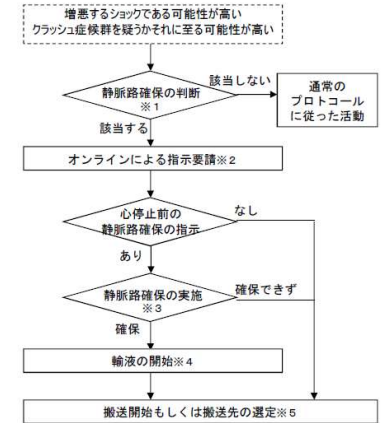 増悪するショックである可能性が高い
クラッシュ症候群を疑うかそれに至る可能性が高い
静脈路確保の判断
※1
該当しない
通常の
プロトコール
に従った活動
該当する
オンラインによる指示要請※2
心停止前の
静脈路確保の指示
なし
あり
静脈路確保の実施
※3
確保できず
確保
輸液の開始※4
搬送開始もしくは搬送先の選定※5